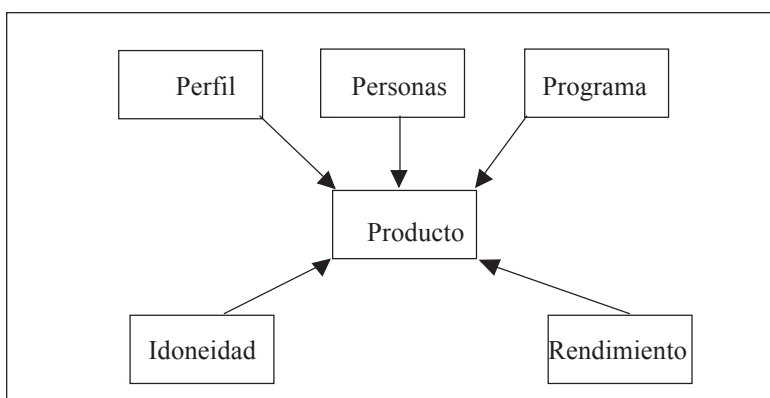 Perfil
Personas
Programa
Producto
Idoneidad
Rendimiento